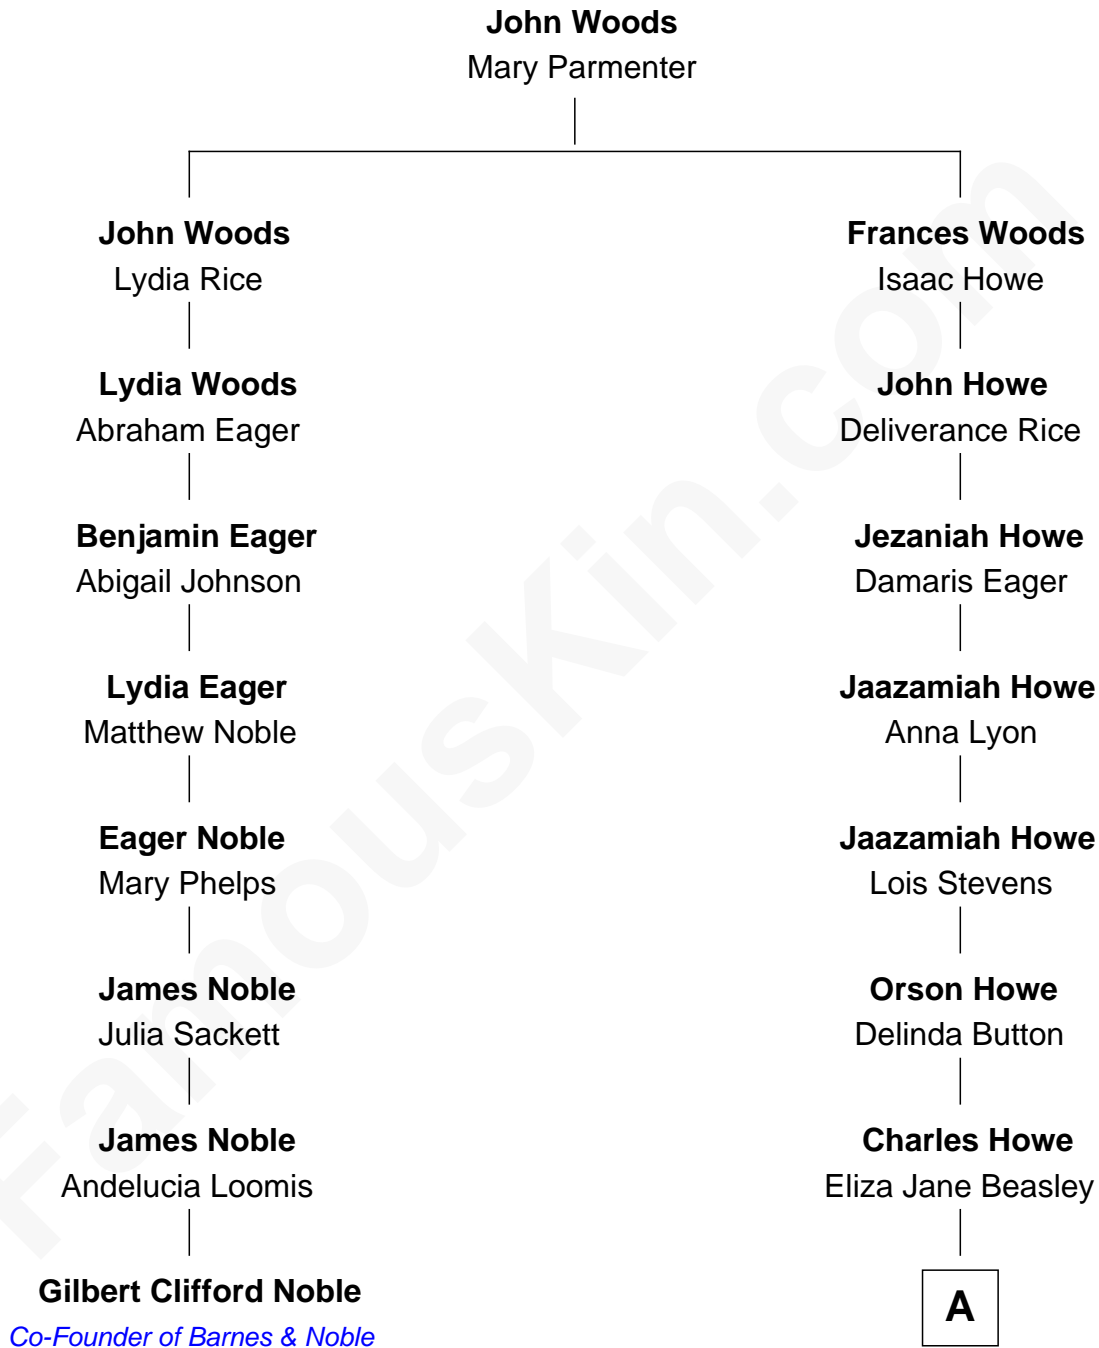 John Woods
Mary Parmenter
John Woods
Lydia Rice
Frances Woods
Isaac Howe
Lydia Woods
Abraham Eager
John Howe
Deliverance Rice
Benjamin Eager
Abigail Johnson
Jezaniah Howe
Damaris Eager
Lydia Eager
Matthew Noble
Jaazamiah Howe
Anna Lyon
Eager Noble
Mary Phelps
Jaazamiah Howe
Lois Stevens
James Noble
Julia Sackett
Orson Howe
Delinda Button
James Noble
Andelucia Loomis
Charles Howe
Eliza Jane Beasley
Gilbert Clifford Noble
Co-Founder of Barnes & Noble
A
FamousKin.com